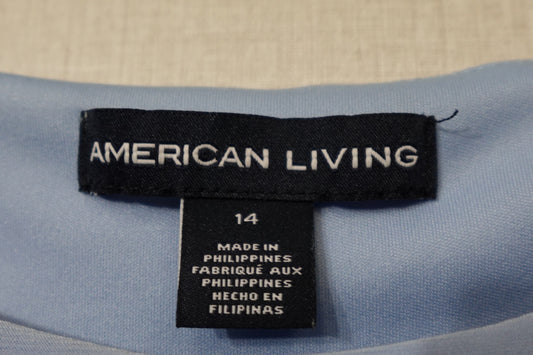 AMERICAN LIVING
14
MADE IN
PHILIPPINES
FABRIQUÉ AUX
PHILIPPINES
HECHO EN
FILIPINAS